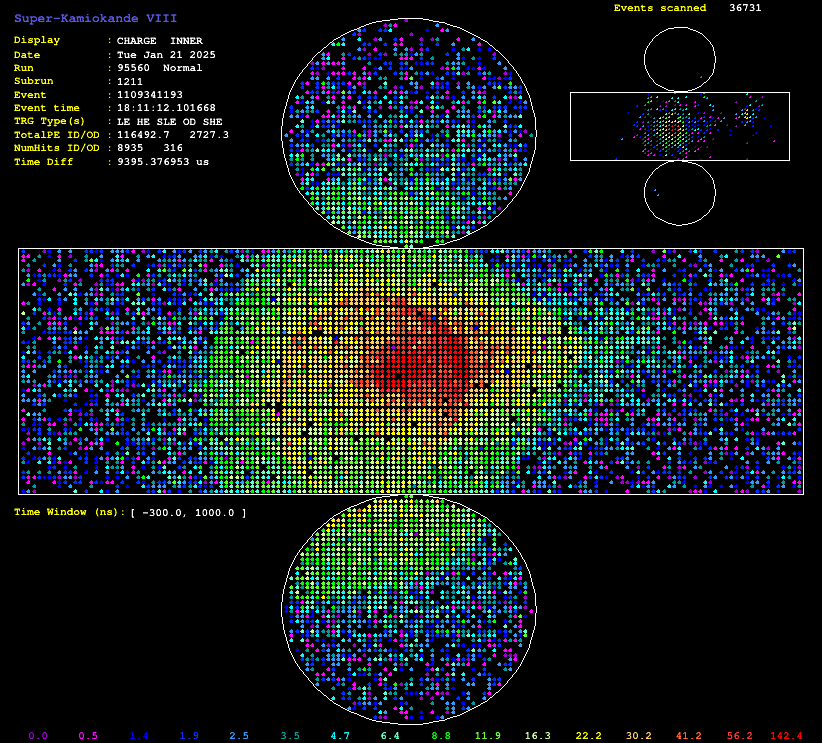 Super-Kamiokande VIII
Events scanned 36731
Display : CHARGE INNER
Date : Tue Jan 21 2025
Run : 95560 Normal
Subrun : 1211
Event : 1109341193
Event time : 18:11:12.101668
TRG Type(s) : LE HE SLE OD SHE
TotalPE ID/OD : 116492.7 2727.3
NumHits ID/OD : 8935 316
Time Diff : 9395.376953 us
Time Window (ns): [ -300.0, 1000.0 ]
0.0 0.5 1.4 1.9 2.5 3.5 4.7 6.4 8.8 11.9 16.3 22.2 30.2 41.2 56.2 142.4